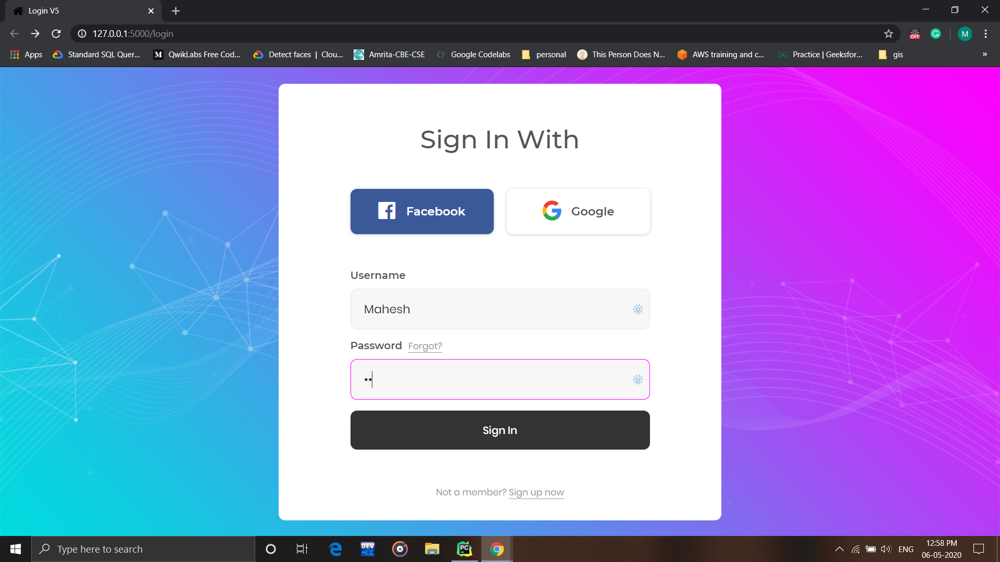 Login V5
127.0.0.1:5000/login
OFF
G
M
Apps
Standard SQL Quer...
M QwikLabs Free Cod...
Detect faces | Clou...
Amrita-CBE-CSE
Google Codelabs
personal
This Person Does N...
AWS training and c...
Practice | Geeksfor...
gis
»
Sign In With
Facebook
Google
Username
Mahesh
Password Forgot?
••
Sign In
Not a member? Sign up now
Type here to search
DEV
C++
PC
ENG
12:58 PM
06-05-2020